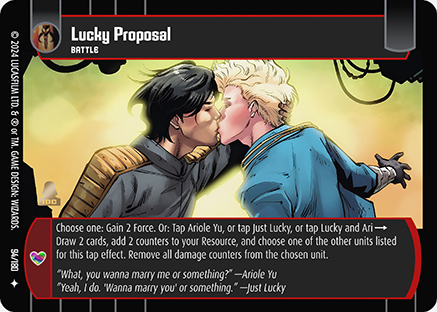 Lucky Proposal
BATTLE
© 2024 LUCASFILM LTD. & ® or TM. GAME DESIGN: WIZARDS.
Choose one: Gain 2 Force. Or: Tap Ariole Yu, or tap Just Lucky, or tap Lucky and Ari →
Draw 2 cards, add 2 counters to your Resource, and choose one of the other units listed
for this tap effect. Remove all damage counters from the chosen unit.
“What, you wanna marry me or something?” —Ariole Yu
“Yeah, I do. 'Wanna marry you' or something.” —Just Lucky
94/180